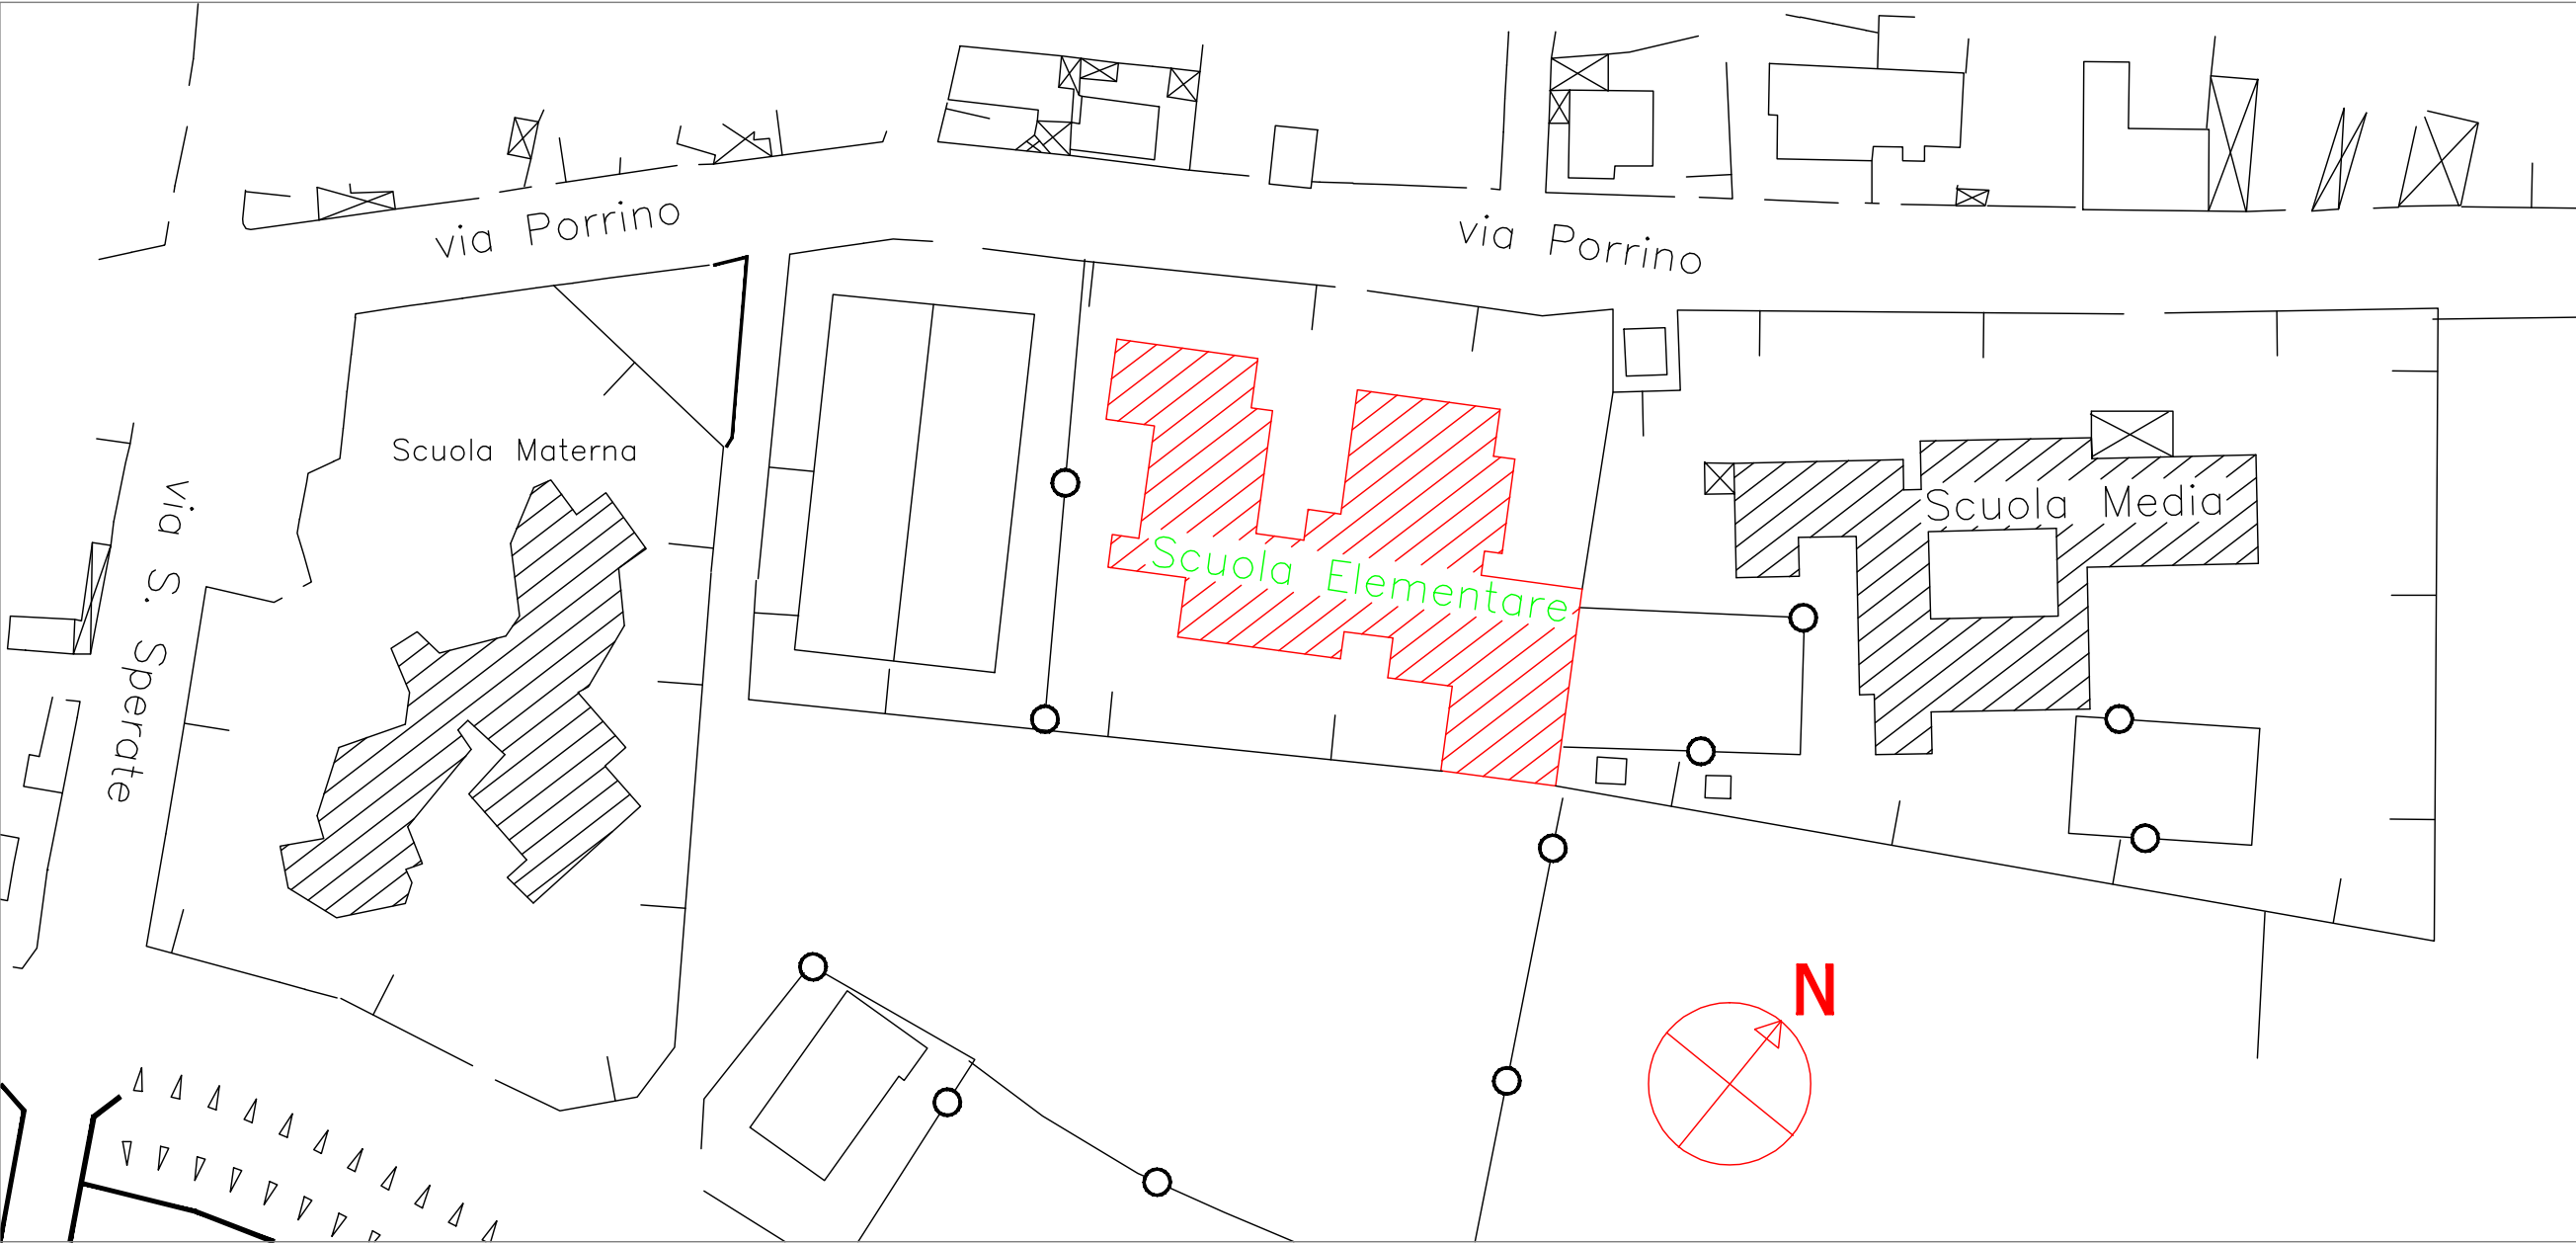 via Porrino
via Porrino
Scuola Materna
via S. Sperate
Scuola Elementare
Scuola Media
N